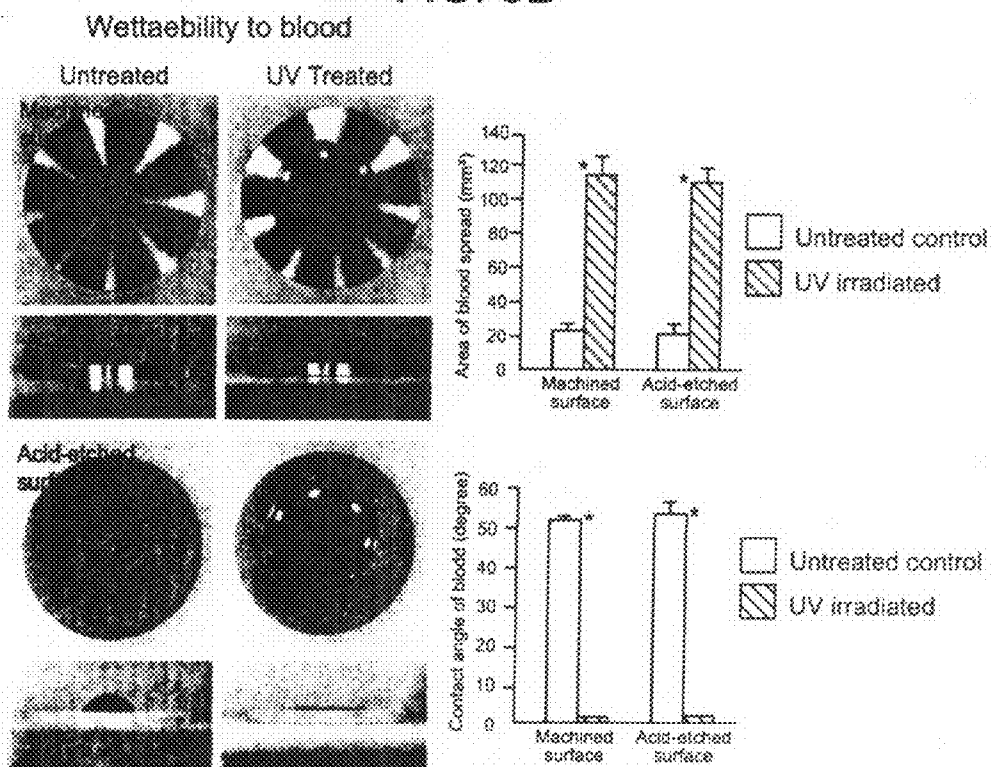 Wettaebility to blood
Untreated
UV Treated
Acid-etched
Area of blood spread (mm²)
140
120
100
80
60
40
20
0
*
*
Machined
surface
Acid-etched
surface
Untreated control
UV irradiated
Contact angle of blodd (degree)
60
50
40
30
20
10
0
*
*
Machined
surface
Acid-etched
surface
Untreated control
UV irradiated